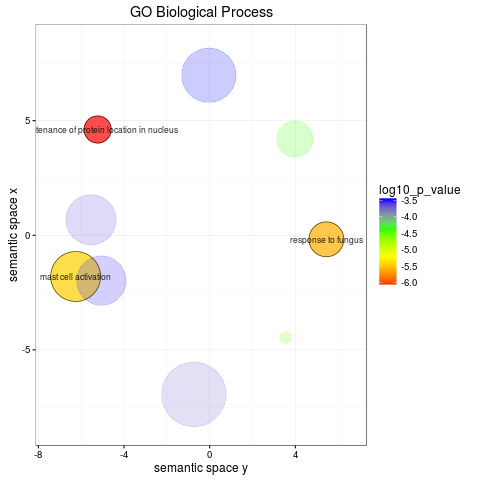 GO Biological Process
5
0
-5
-8
-4
0
4
semantic space x
semantic space y
tenance of protein location in nucleus
response to fungus
mast cell activation
log10_p_value
-3.5
-4.0
-4.5
-5.0
-5.5
-6.0